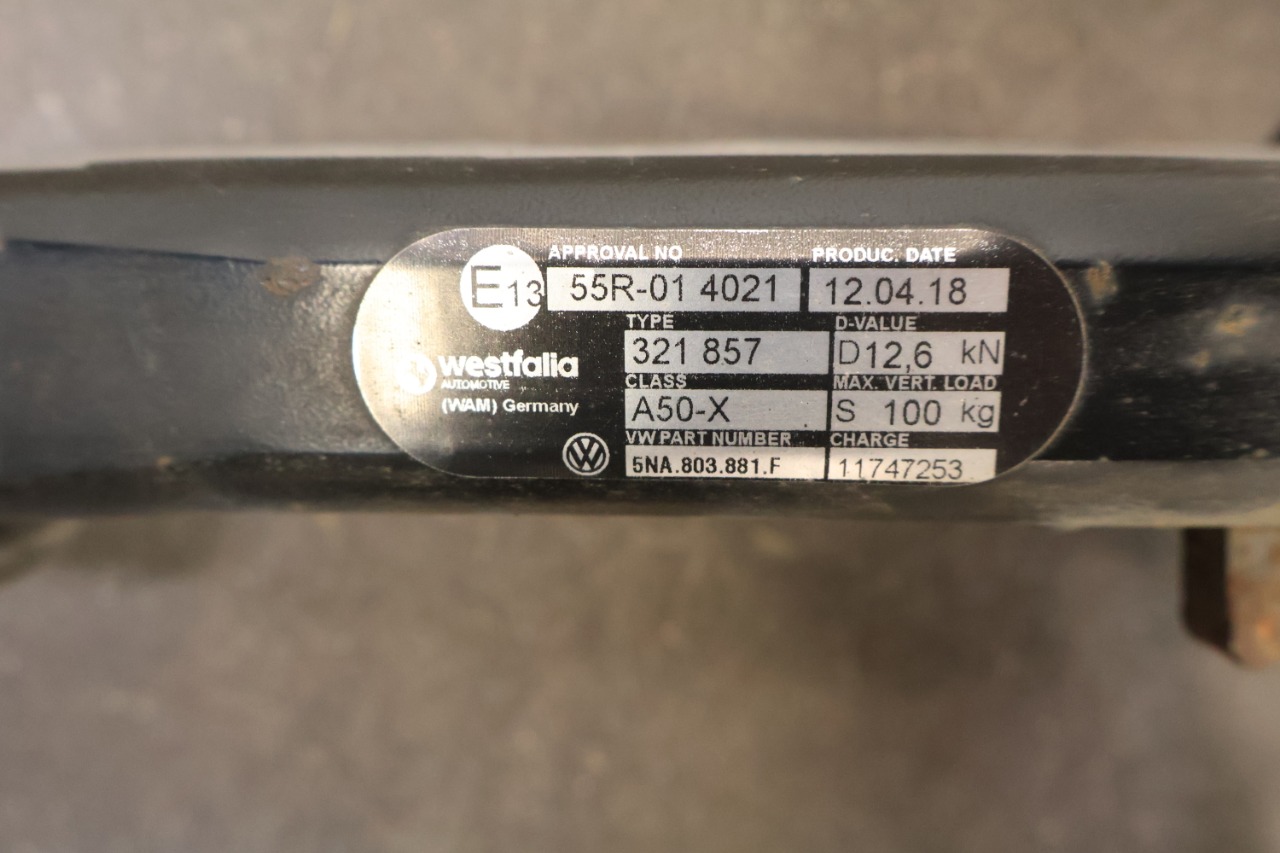 APPROVAL NO PRODUC. DATE
E13 55R-01 4021 12.04.18
TYPE D-VALUE
321 857 D12,6 kN
westfalia
AUTOMOTIVE
CLASS MAX. VERT. LOAD
(WAM) Germany A50-X S 100 kg
VW PART NUMBER CHARGE
5NA.803.881.F 11747253